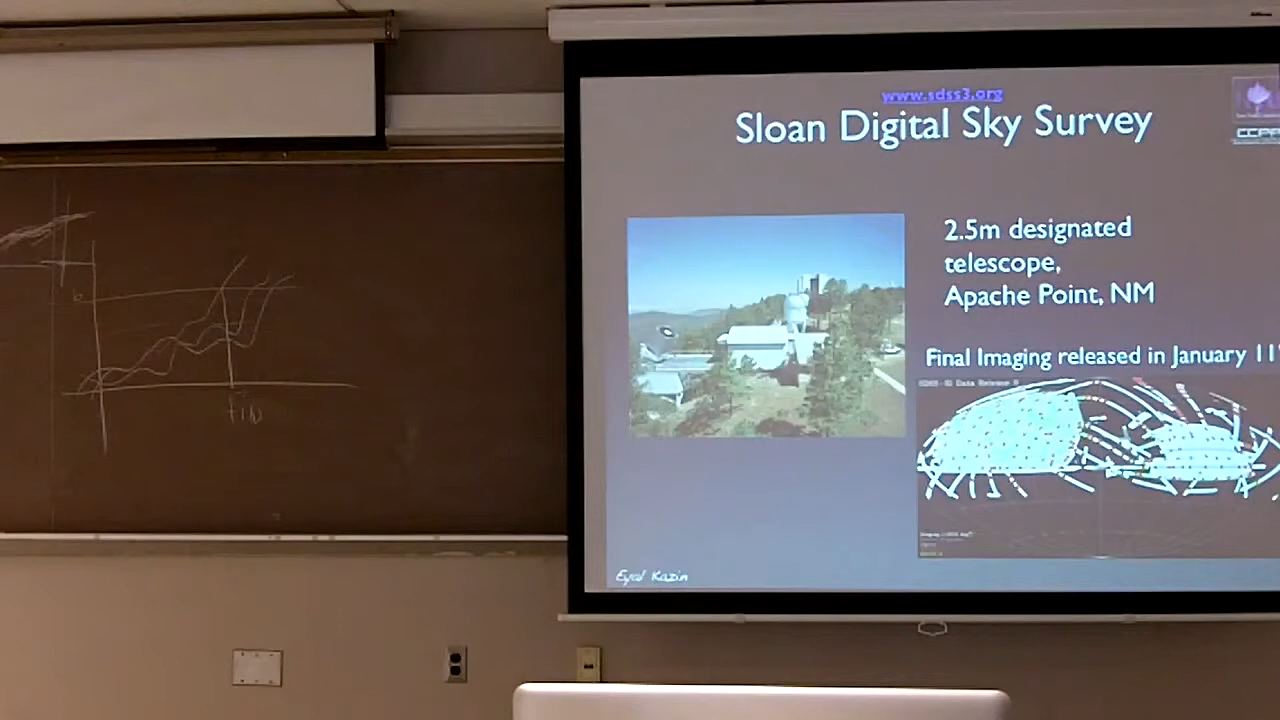 www.sdss3.org
Sloan Digital Sky Survey
2.5m designated
telescope,
Apache Point, NM
Final Imaging released in January 11
Eyal Kazin